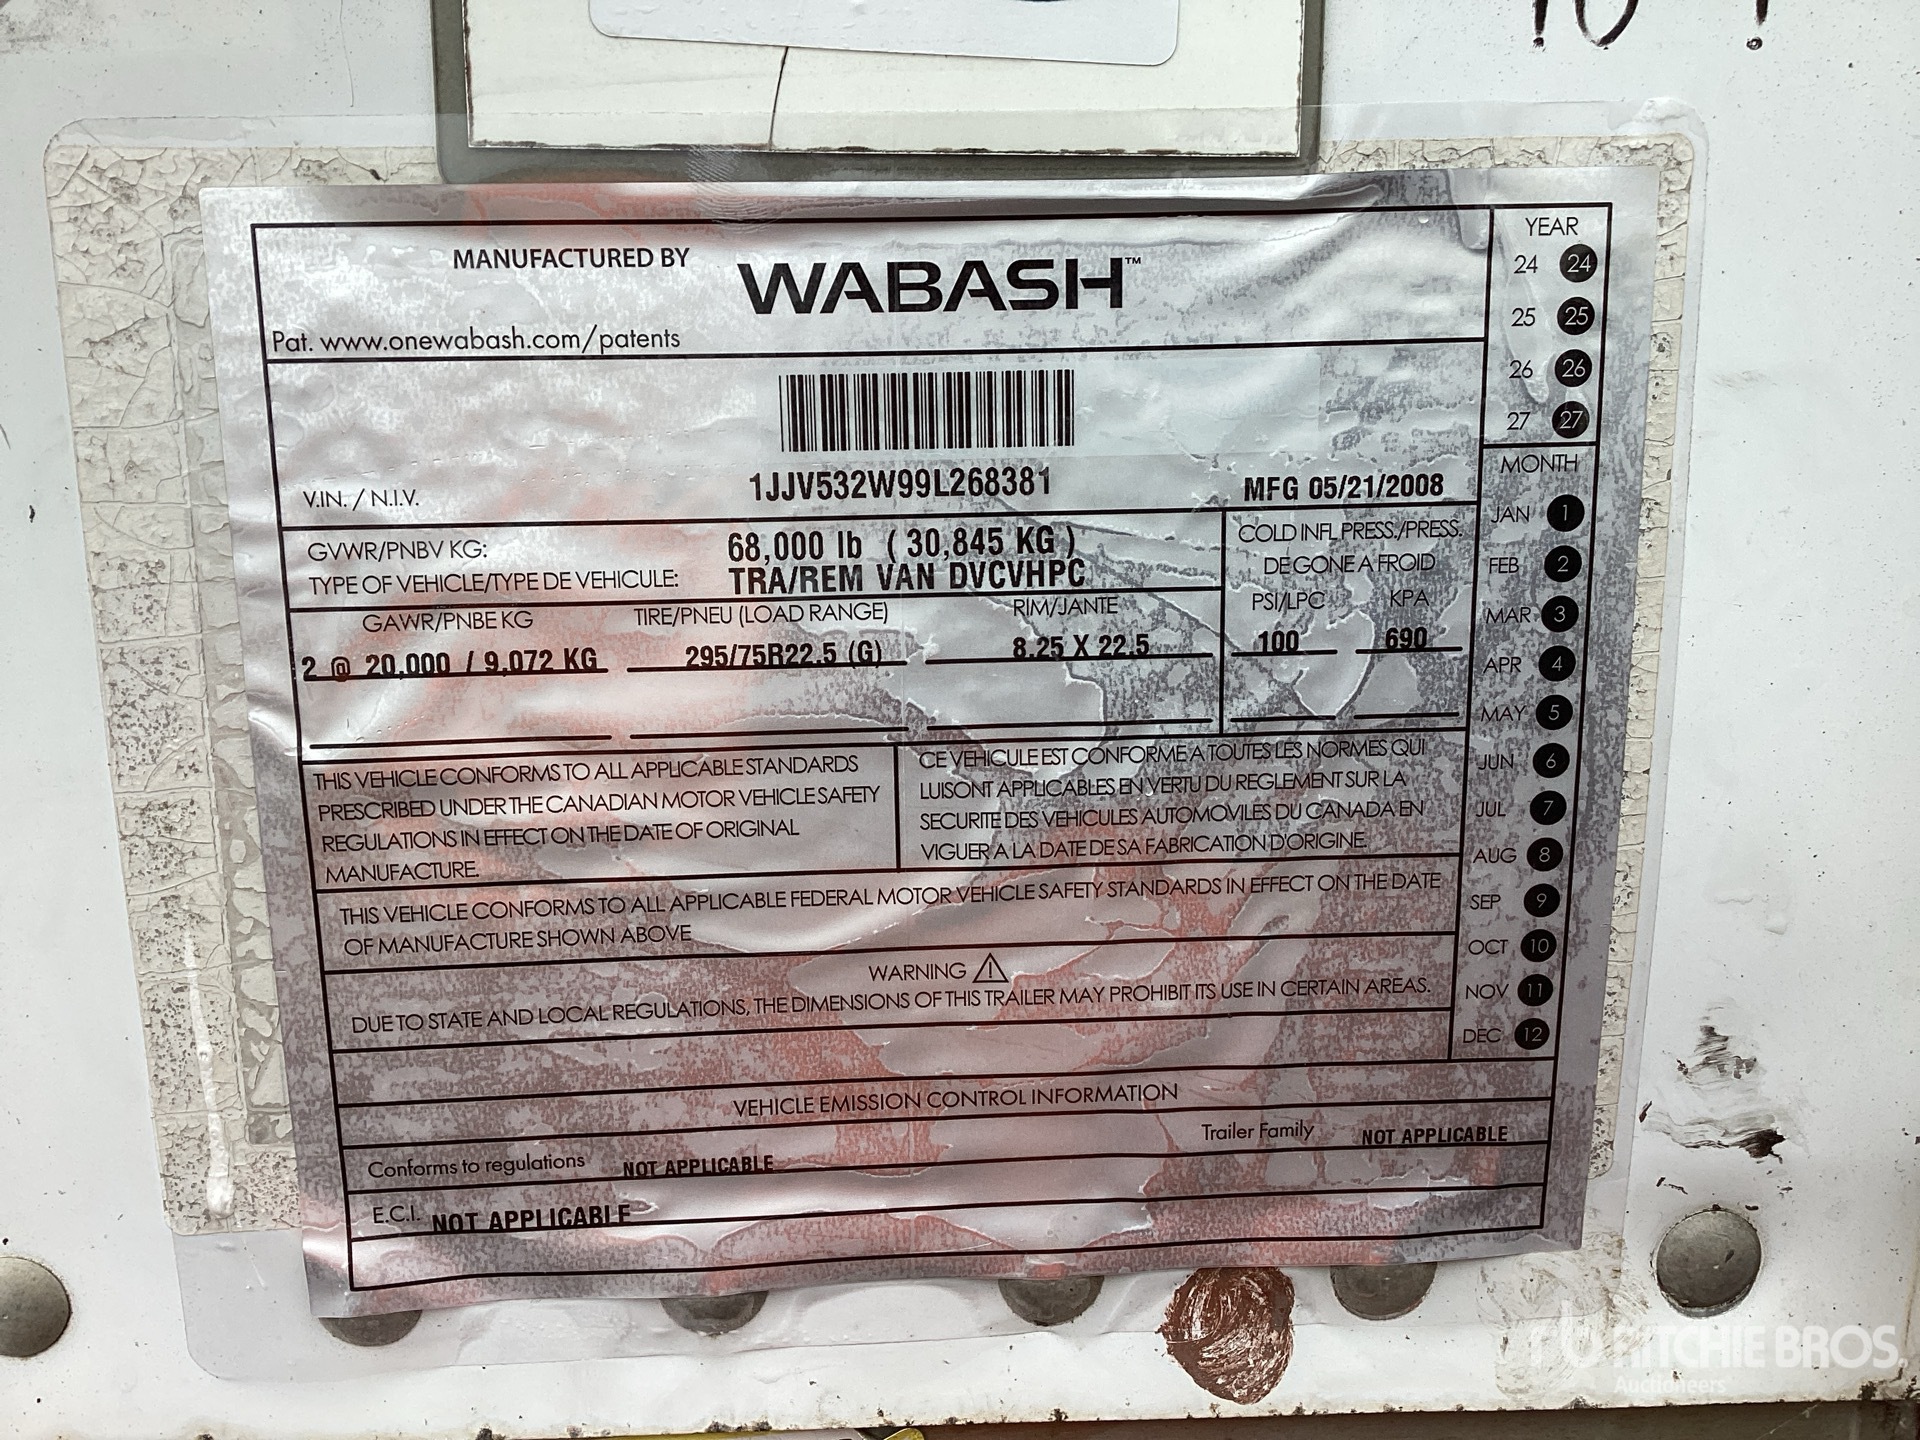 MANUFACTURED BY WABASH™
Pat. www.onewabash.com/patents
V.IN. / N.I.V. 1JJV532W99L268381 MFG 05/21/2008
GVWR/PNBV KG: 68,000 lb ( 30,845 KG )
TYPE OF VEHICLE/TYPE DE VEHICULE: TRA/REM VAN DVCVHPC
COLD INFL PRESS./PRESS.
DE GONE A FROID
GAWR/PNBE KG TIRE/PNEU (LOAD RANGE) RIM/JANTE PSI/LPC KPA
2 @ 20,000 / 9,072 KG 295/75R22.5 (G) 8.25 X 22.5 100 690
THIS VEHICLE CONFORMS TO ALL APPLICABLE STANDARDS
PRESCRIBED UNDER THE CANADIAN MOTOR VEHICLE SAFETY
REGULATIONS IN EFFECT ON THE DATE OF ORIGINAL
MANUFACTURE.
CE VEHICULE EST CONFORME A TOUTES LES NORMES QUI
LUISONT APPLICABLES EN VERTU DU REGLEMENT SUR LA
SECURITE DES VEHICULES AUTOMOVILES DU CANADA EN
VIGUER A LA DATE DE SA FABRICATION D'ORIGINE.
THIS VEHICLE CONFORMS TO ALL APPLICABLE FEDERAL MOTOR VEHICLE SAFETY STANDARDS IN EFFECT ON THE DATE
OF MANUFACTURE SHOWN ABOVE
WARNING
DUE TO STATE AND LOCAL REGULATIONS, THE DIMENSIONS OF THIS TRAILER MAY PROHIBIT ITS USE IN CERTAIN AREAS.
VEHICLE EMISSION CONTROL INFORMATION
Trailer Family NOT APPLICABLE
Conforms to regulations NOT APPLICABLE
E.C.I. NOT APPLICABLE
YEAR
24 24
25 25
26 26
27 27
MONTH
JAN 1
FEB 2
MAR 3
APR 4
MAY 5
JUN 6
JUL 7
AUG 8
SEP 9
OCT 10
NOV 11
DEC 12
RITCHIE BROS.
Auctioneers